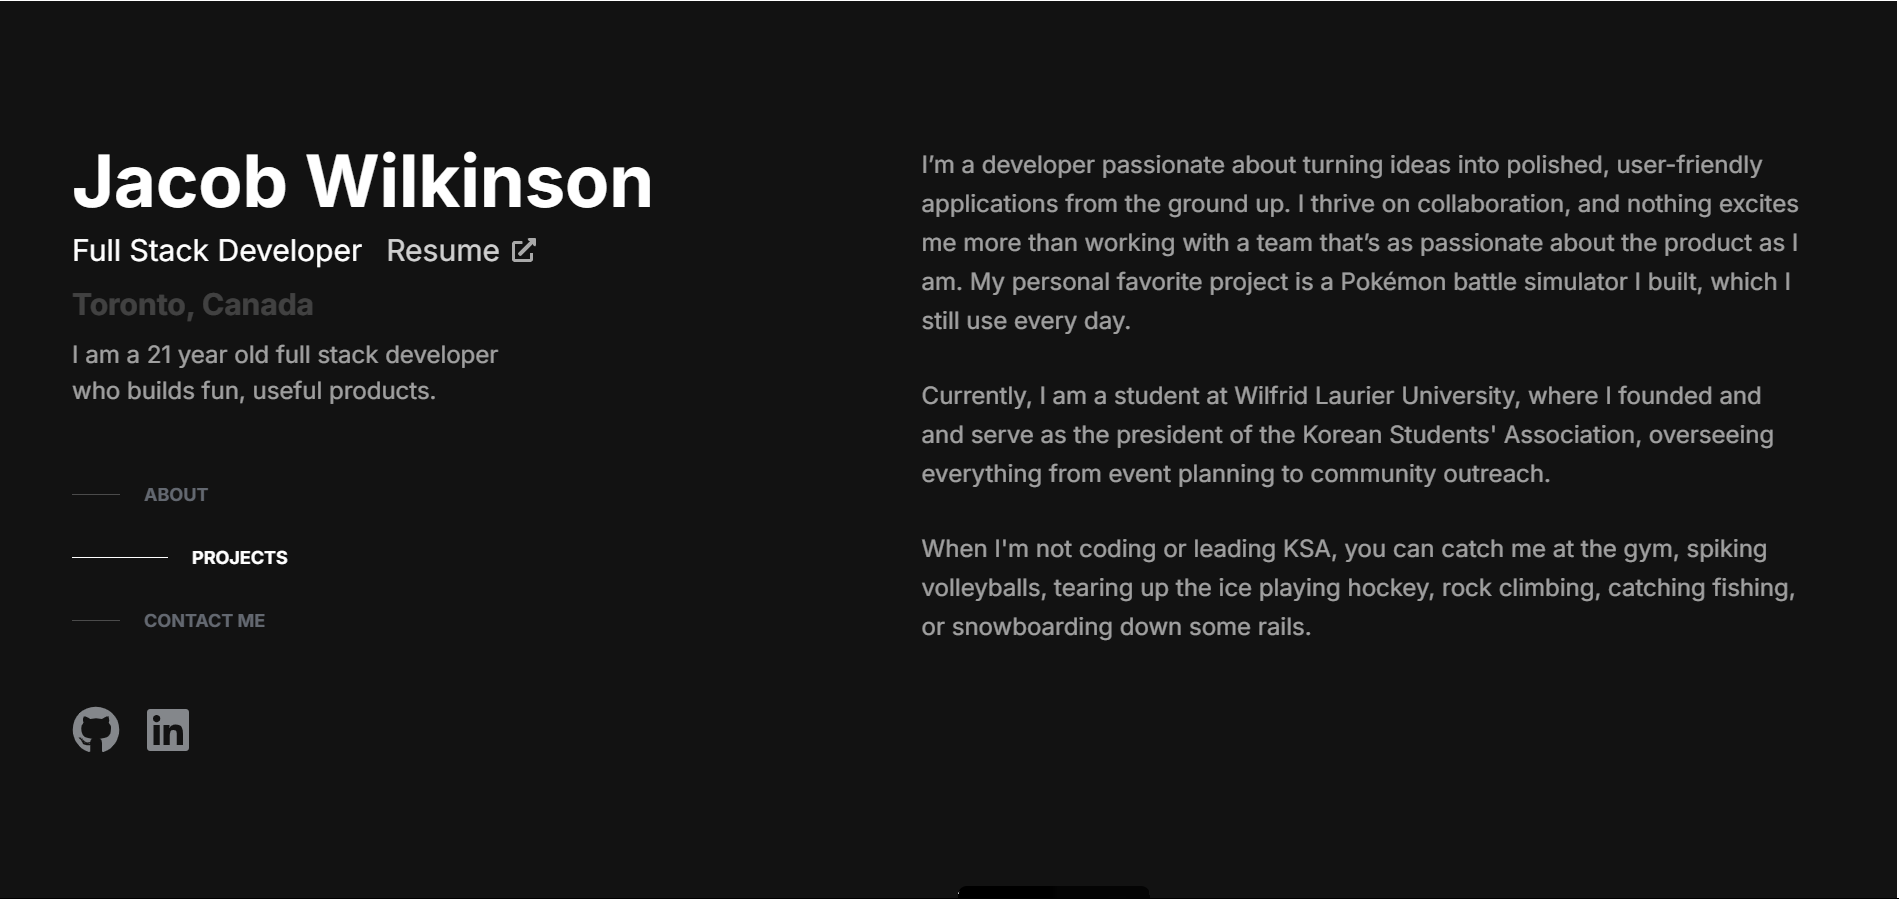 Jacob Wilkinson
Full Stack Developer Resume
Toronto, Canada
I am a 21 year old full stack developer
who builds fun, useful products.
ABOUT
PROJECTS
CONTACT ME
in
I’m a developer passionate about turning ideas into polished, user-friendly
applications from the ground up. I thrive on collaboration, and nothing excites
me more than working with a team that’s as passionate about the product as I
am. My personal favorite project is a Pokémon battle simulator I built, which I
still use every day.
Currently, I am a student at Wilfrid Laurier University, where I founded and
and serve as the president of the Korean Students' Association, overseeing
everything from event planning to community outreach.
When I'm not coding or leading KSA, you can catch me at the gym, spiking
volleyballs, tearing up the ice playing hockey, rock climbing, catching fishing,
or snowboarding down some rails.